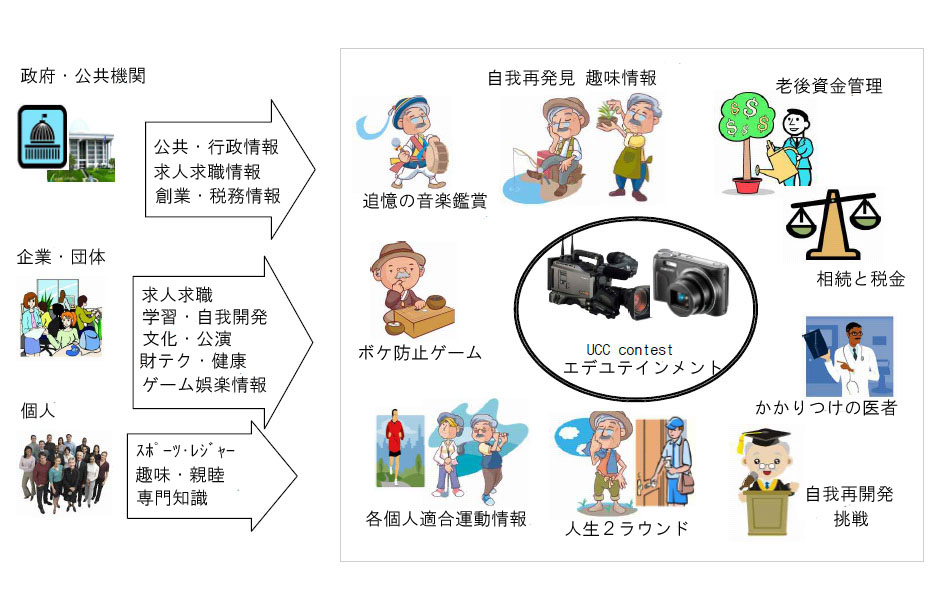 政府・公共機関
公共・行政情報
求人求職情報
創業・税務情報
企業・団体
求人求職
学習・自我開発
文化・公演
財テク・健康
ゲーム娯楽情報
個人
ｽﾎﾟｰﾂ･ﾚｼﾞｬｰ
趣味・親睦
専門知識
自我再発見 趣味情報
老後資金管理
追憶の音楽鑑賞
相続と税金
ボケ防止ゲーム
UCC contest
エデユテインメント
かかりつけの医者
各個人適合運動情報
人生２ラウンド
自我再開発
挑戦